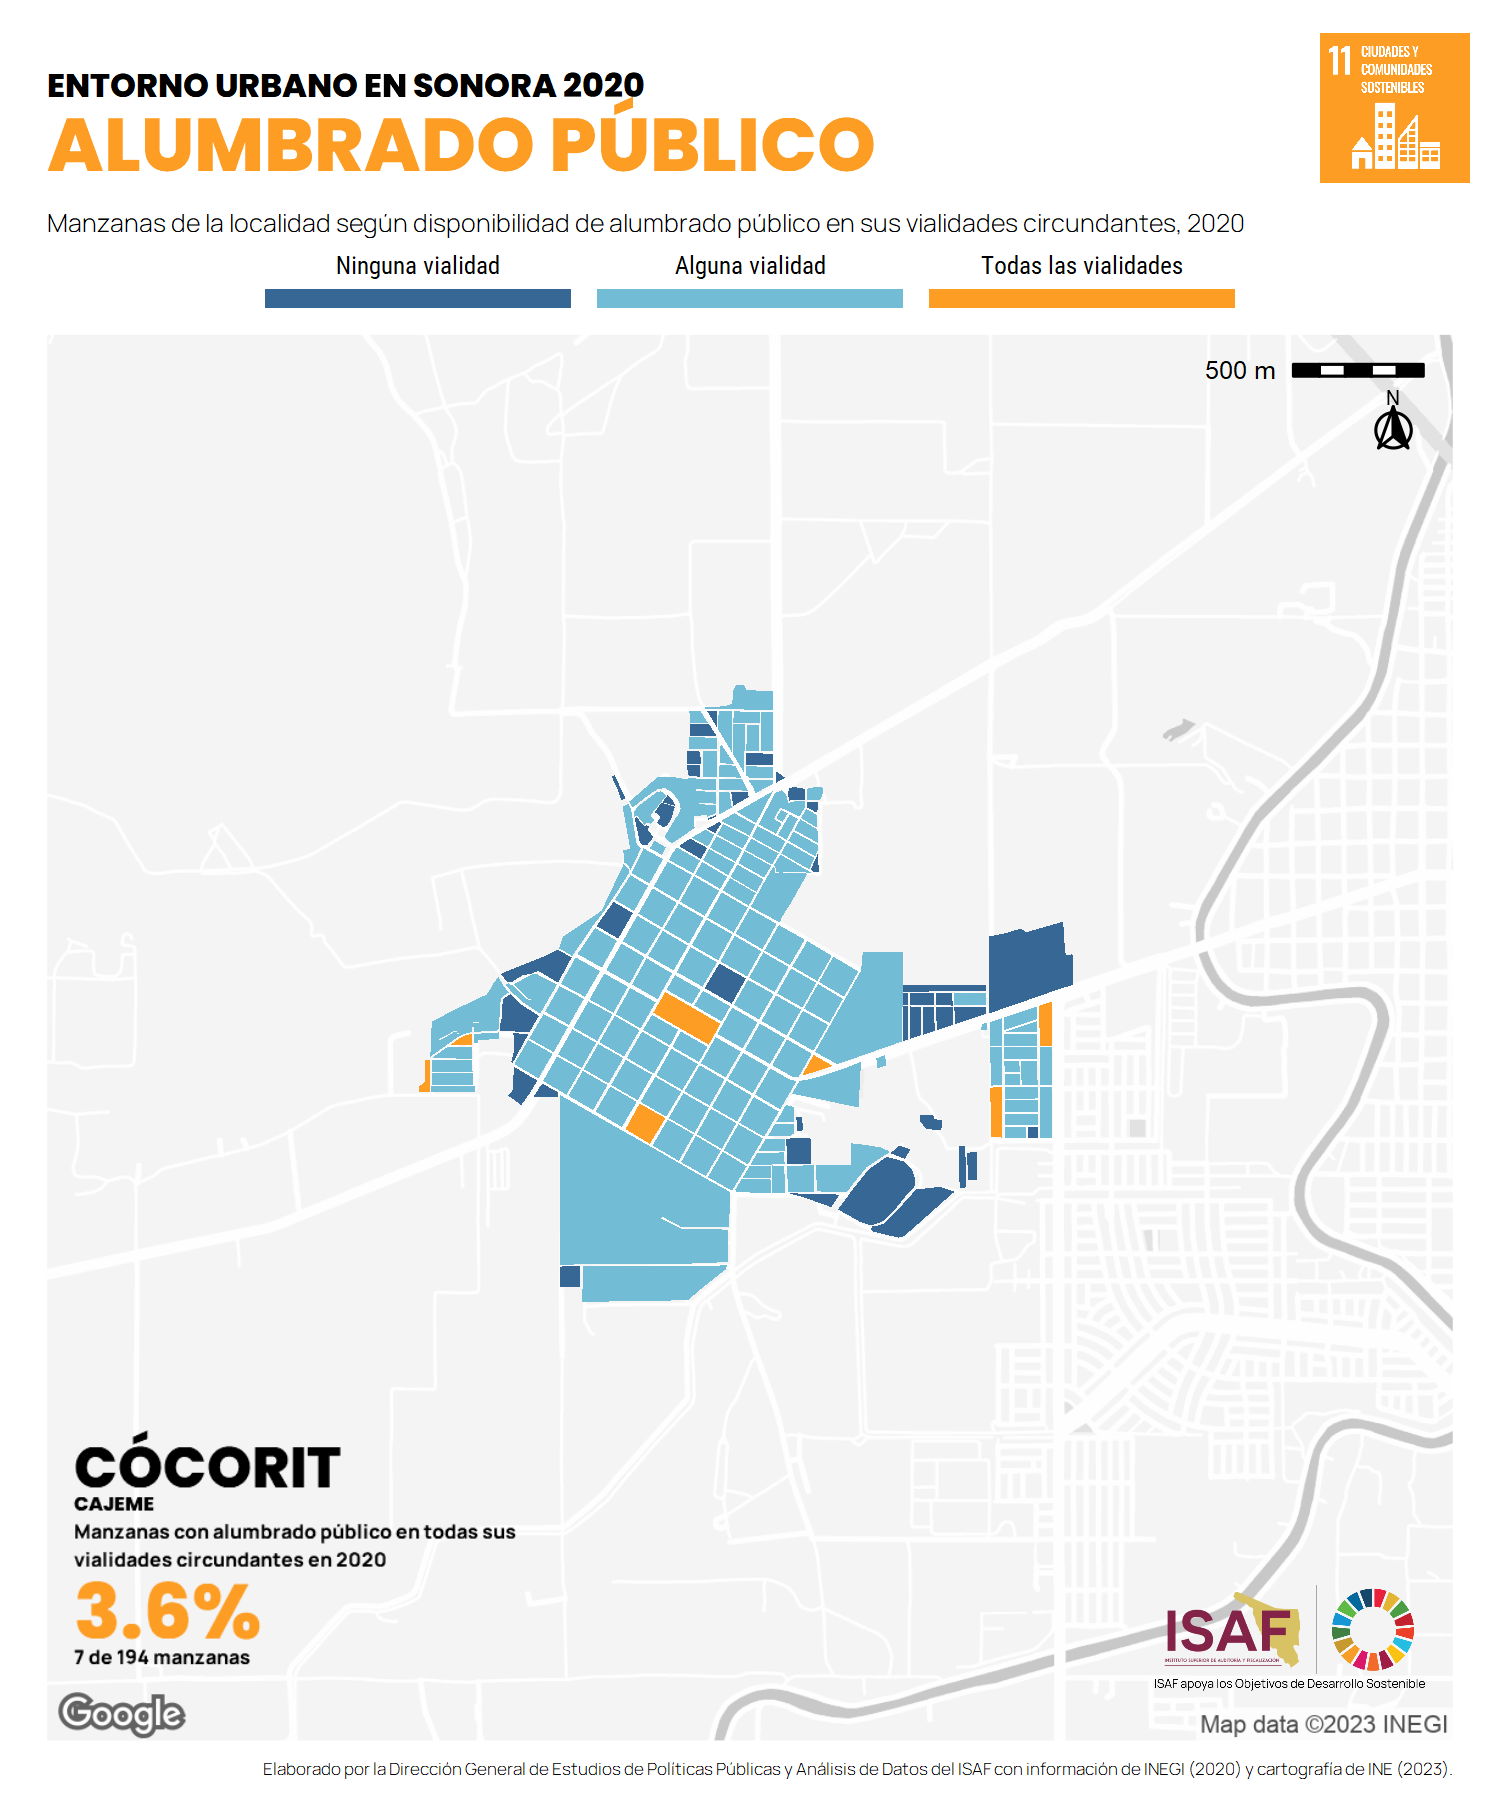 ENTORNO URBANO EN SONORA 2020
ALUMBRADO PÚBLICO
11 CIUDADES Y
COMUNIDADES
SOSTENIBLES
Manzanas de la localidad según disponibilidad de alumbrado público en sus vialidades circundantes, 2020
Ninguna vialidad
Alguna vialidad
Todas las vialidades
500 m
N
CÓCORIT
CAJEME
Manzanas con alumbrado público en todas sus
vialidades circundantes en 2020
3.6%
7 de 194 manzanas
ISAF
INSTITUTO SUPERIOR DE AUDITORÍA Y FISCALIZACIÓN
ISAF apoya los Objetivos de Desarrollo Sostenible
Google
Map data ©2023 INEGI
Elaborado por la Dirección General de Estudios de Políticas Públicas y Análisis de Datos del ISAF con información de INEGI (2020) y cartografía de INE (2023).